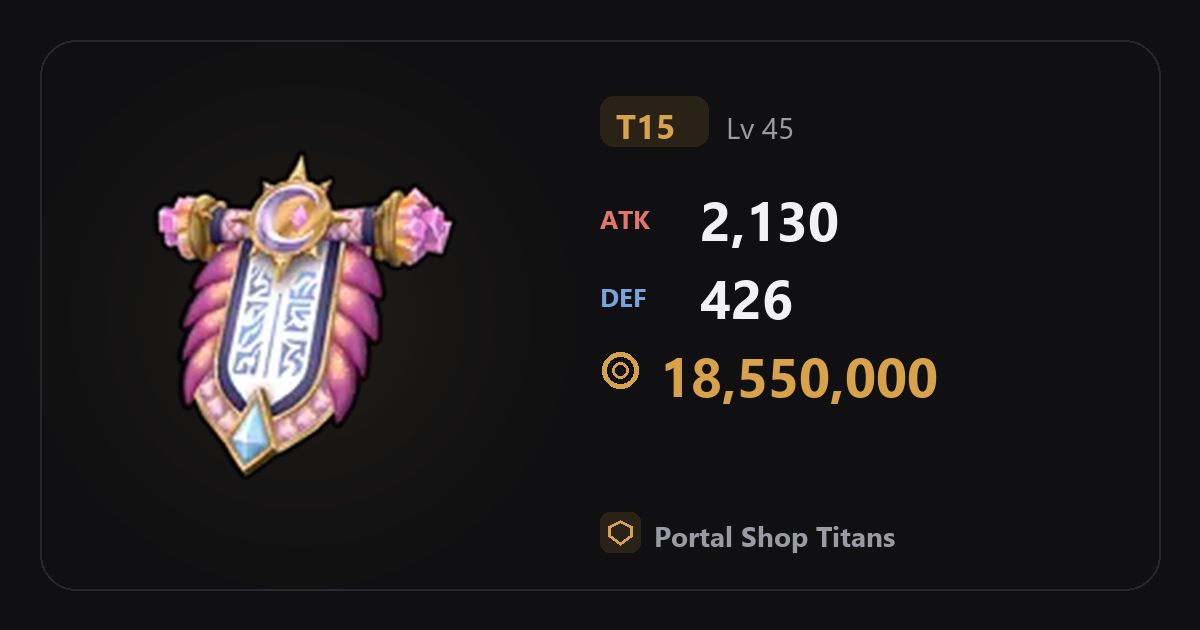 T15 Lv 45
ATK 2,130
DEF 426
18,550,000
Portal Shop Titans